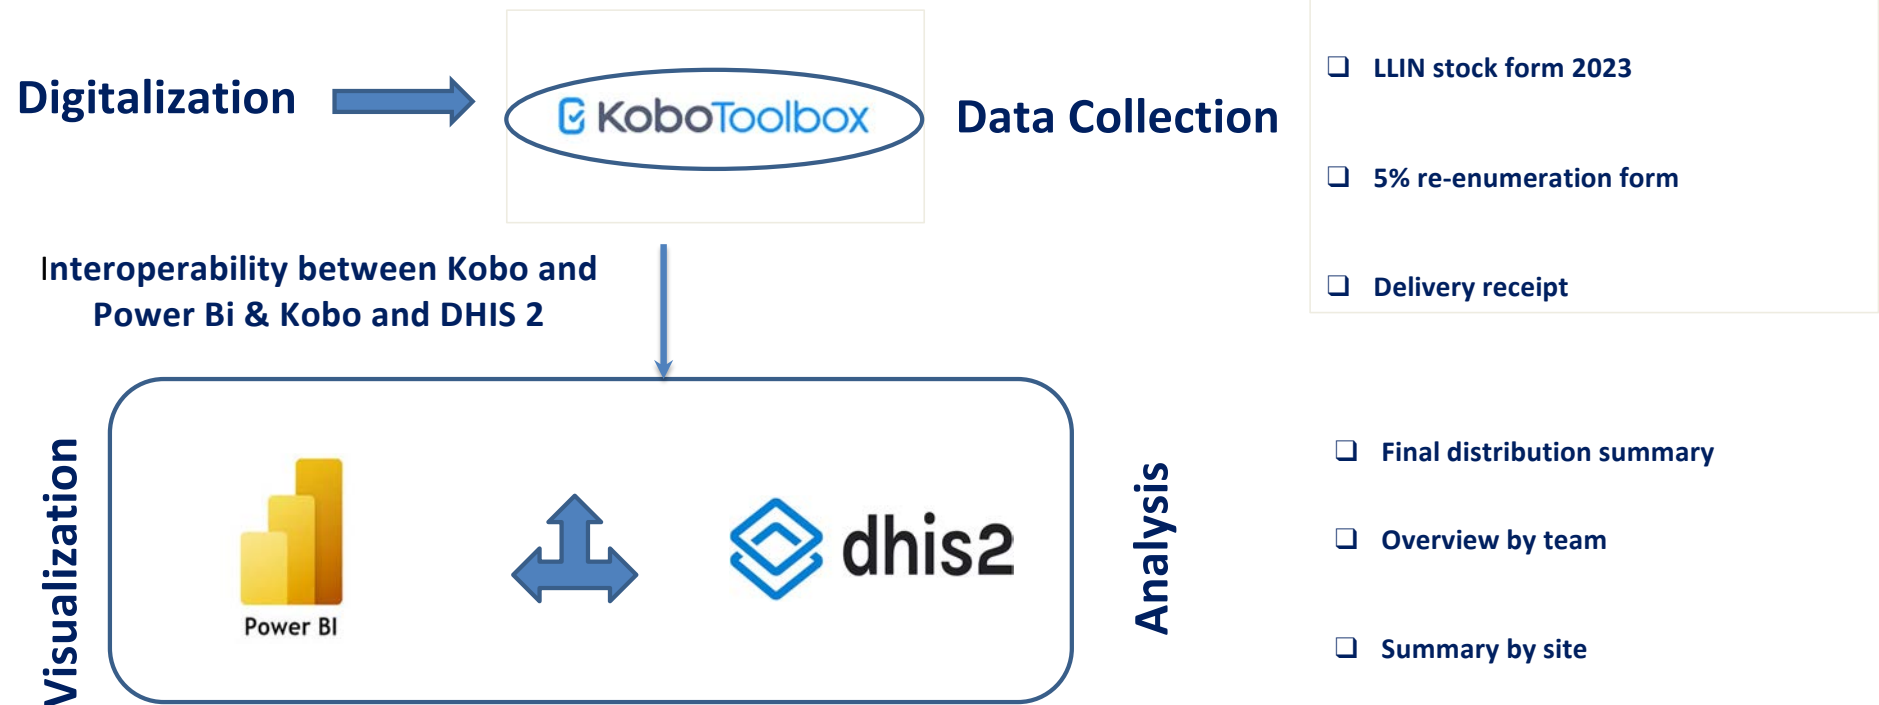 Digitalization
KoboToolbox
Data Collection
❑ LLIN stock form 2023
❑ 5% re-enumeration form
❑ Delivery receipt
Interoperability between Kobo and
Power Bi & Kobo and DHIS 2
Visualization
Power BI
dhis2
Analysis
❑ Final distribution summary
❑ Overview by team
❑ Summary by site